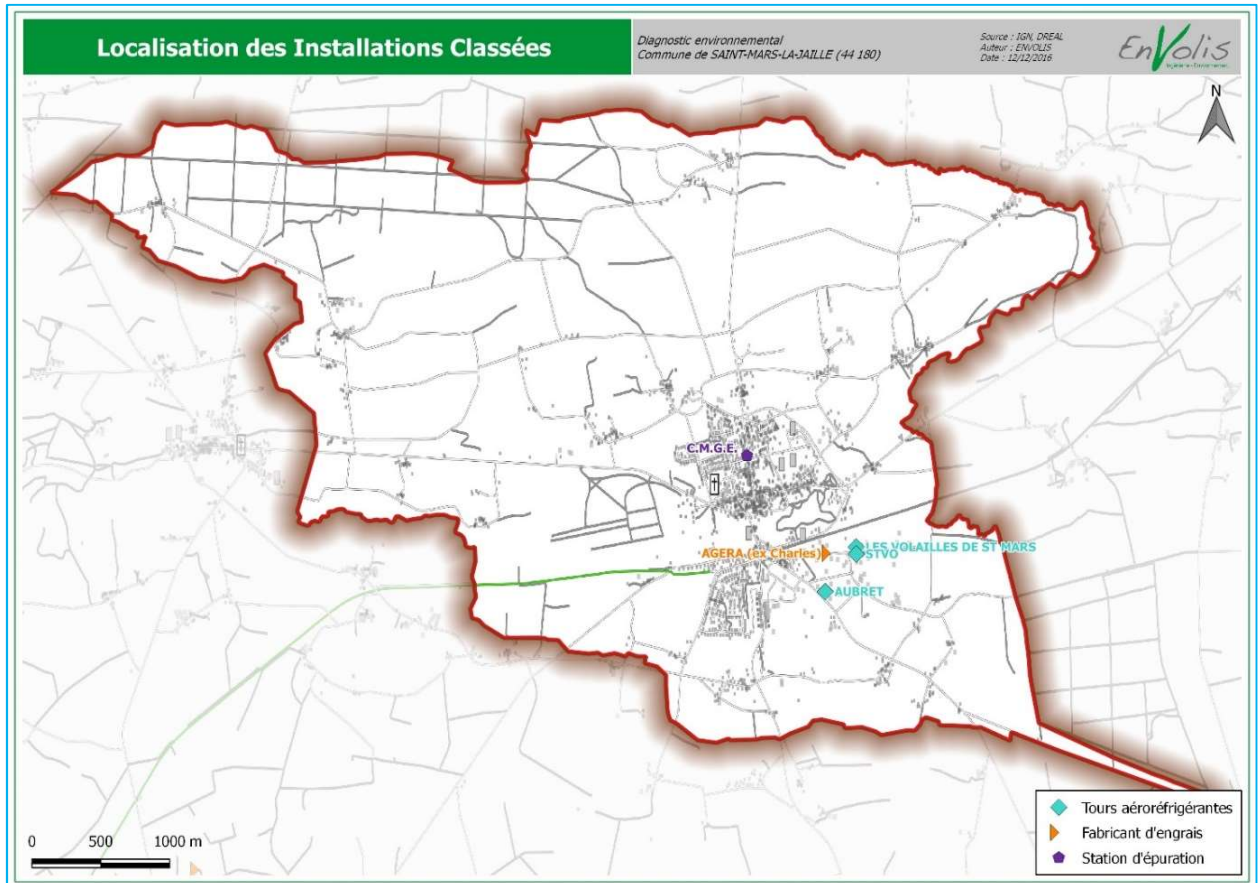 Localisation des Installations Classées
Diagnostic environnemental
Commune de SAINT-MARS-LA-JAILLE (44 180)
Source : IGN, DREAL
Auteur : ENVOLIS
Date : 12/12/2016
EnVolis
N
C.M.G.E.
LES VOLAILLES DE ST MARS
AGERA (ex Charles)
STVO
AUBRET
0 500 1000 m
Tours aéroréfrigérantes
Fabricant d'engrais
Station d'épuration